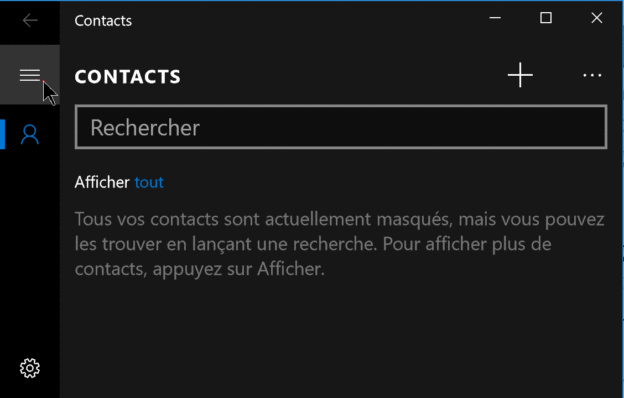 Contacts
CONTACTS
Rechercher
Afficher tout
Tous vos contacts sont actuellement masqués, mais vous pouvez
les trouver en lançant une recherche. Pour afficher plus de
contacts, appuyez sur Afficher.